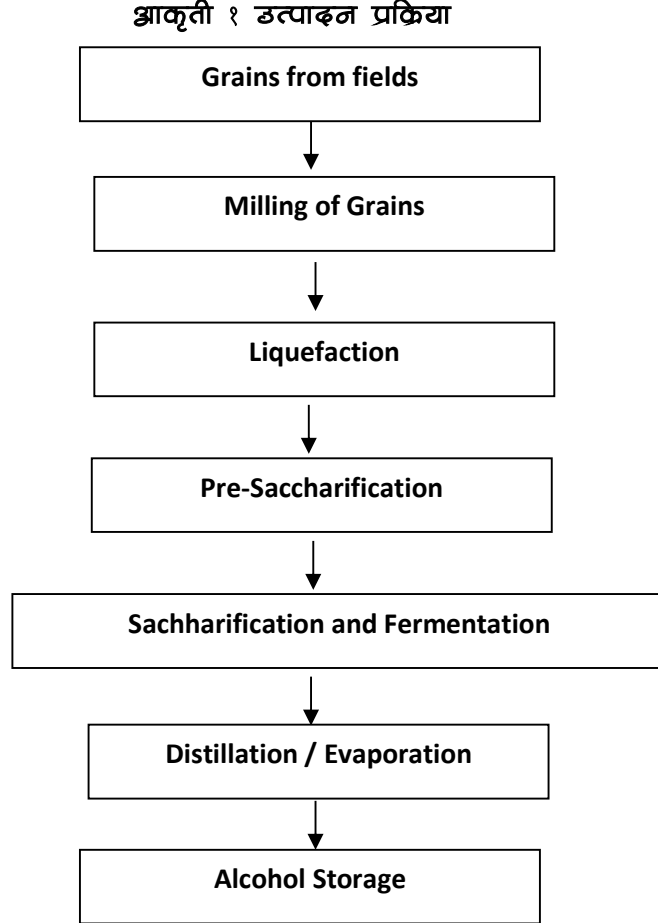 आकृती १ उत्पादन प्रक्रिया
Grains from fields
Milling of Grains
Liquefaction
Pre-Saccharification
Sachharification and Fermentation
Distillation / Evaporation
Alcohol Storage